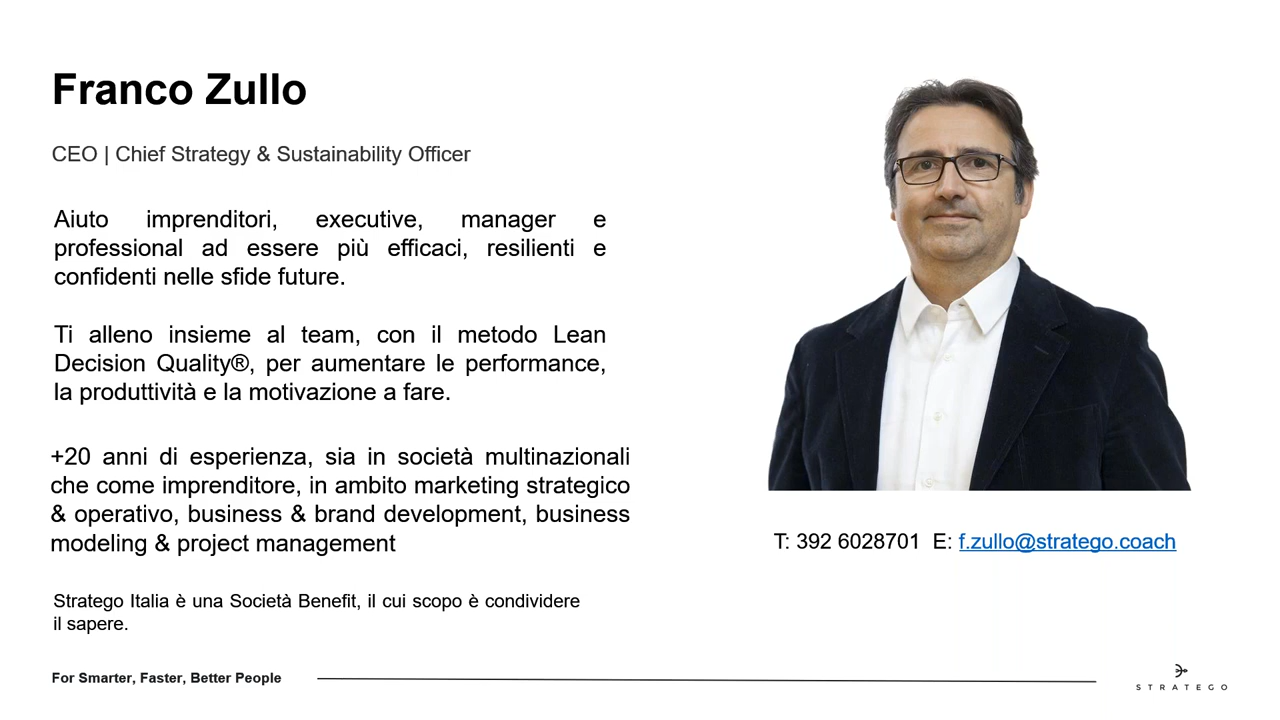 Franco Zullo
CEO | Chief Strategy & Sustainability Officer
Aiuto imprenditori, executive, manager e
professional ad essere più efficaci, resilienti e
confidenti nelle sfide future.
Ti alleno insieme al team, con il metodo Lean
Decision Quality®, per aumentare le performance,
la produttività e la motivazione a fare.
+20 anni di esperienza, sia in società multinazionali
che come imprenditore, in ambito marketing strategico
& operativo, business & brand development, business
modeling & project management
Stratego Italia è una Società Benefit, il cui scopo è condividere
il sapere.
T: 392 6028701 E: f.zullo@stratego.coach
For Smarter, Faster, Better People
STRATEGO